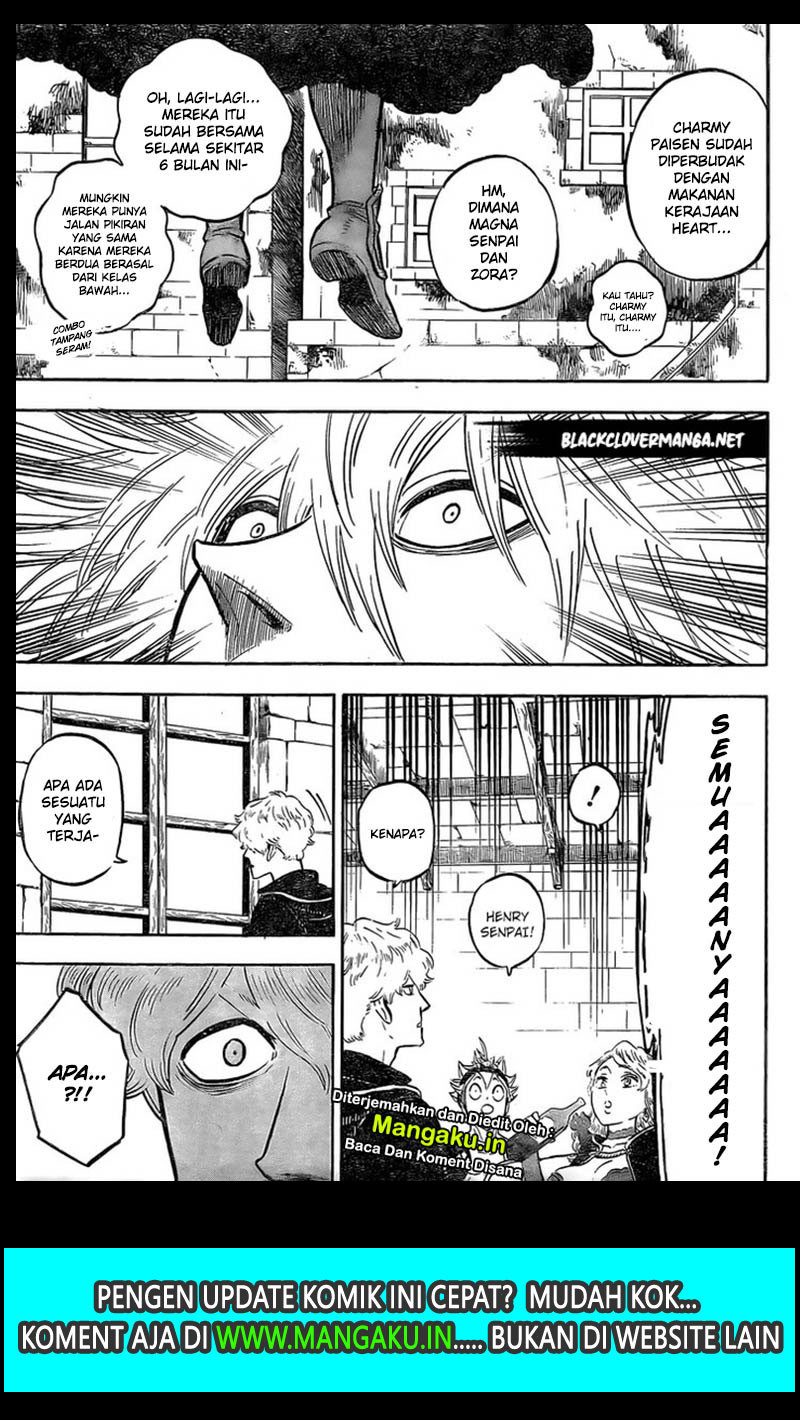 CHARMY
PAISEN SUDAH
DIPERBUDAK
DENGAN
MAKANAN
KERAJAAN
HEART...
KAU TAHU?
CHARMY
ITU, CHARMY
ITU....
HM,
DIMANA
MAGNA
SENPAI
DAN
ZORA?
OH, LAGI-LAGI...
MEREKA ITU
SUDAH BERSAMA
SELAMA SEKITAR
6 BULAN INI-
MUNGKIN
MEREKA PUNYA
JALAN PIKIRAN
YANG SAMA
KARENA MEREKA
BERDUA BERASAL
DARI KELAS
BAWAH...
COMBO
TAMPANG
SERAM!
BLACKCLOVERMANGA.NET
SEMUAAAAAANYAAAAAAA!
!
KENAPA?
HENRY
SENPAI!
APA ADA
SESUATU
YANG
TERJA-
APA...
?!!
Diterjemahkan dan Diedit Oleh :
Mangaku.in
Baca Dan Koment Disana
PENGEN UPDATE KOMIK INI CEPAT? MUDAH KOK...
KOMENT AJA DI WWW.MANGAKU.IN..... BUKAN DI WEBSITE LAIN